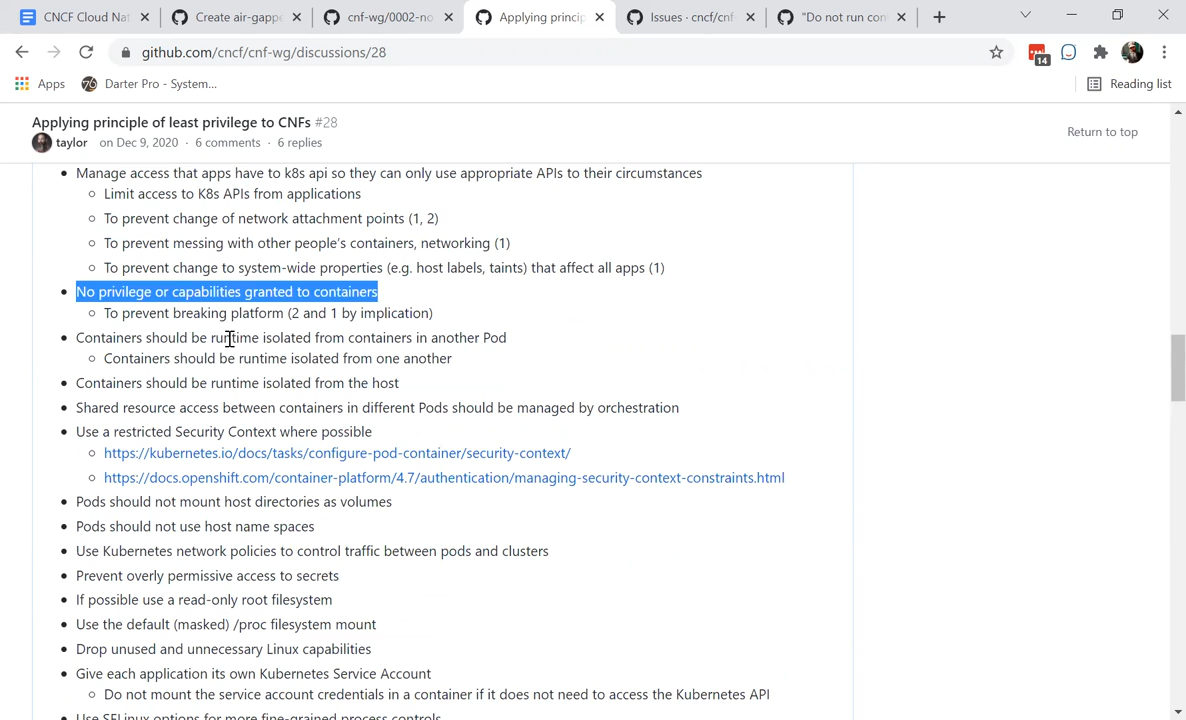 CNCF Cloud Nat
Create air-gappe
cnf-wg/0002-no
Applying princip
Issues · cncf/cnf
"Do not run con
github.com/cncf/cnf-wg/discussions/28
14
Apps
Darter Pro - System...
Reading list
Applying principle of least privilege to CNFs #28
taylor on Dec 9, 2020 · 6 comments · 6 replies
Return to top
Manage access that apps have to k8s api so they can only use appropriate APIs to their circumstances
Limit access to K8s APIs from applications
To prevent change of network attachment points (1, 2)
To prevent messing with other people's containers, networking (1)
To prevent change to system-wide properties (e.g. host labels, taints) that affect all apps (1)
No privilege or capabilities granted to containers
To prevent breaking platform (2 and 1 by implication)
Containers should be runtime isolated from containers in another Pod
Containers should be runtime isolated from one another
Containers should be runtime isolated from the host
Shared resource access between containers in different Pods should be managed by orchestration
Use a restricted Security Context where possible
https://kubernetes.io/docs/tasks/configure-pod-container/security-context/
https://docs.openshift.com/container-platform/4.7/authentication/managing-security-context-constraints.html
Pods should not mount host directories as volumes
Pods should not use host name spaces
Use Kubernetes network policies to control traffic between pods and clusters
Prevent overly permissive access to secrets
If possible use a read-only root filesystem
Use the default (masked) /proc filesystem mount
Drop unused and unnecessary Linux capabilities
Give each application its own Kubernetes Service Account
Do not mount the service account credentials in a container if it does not need to access the Kubernetes API
Use SELinux options for more fine-grained process controls